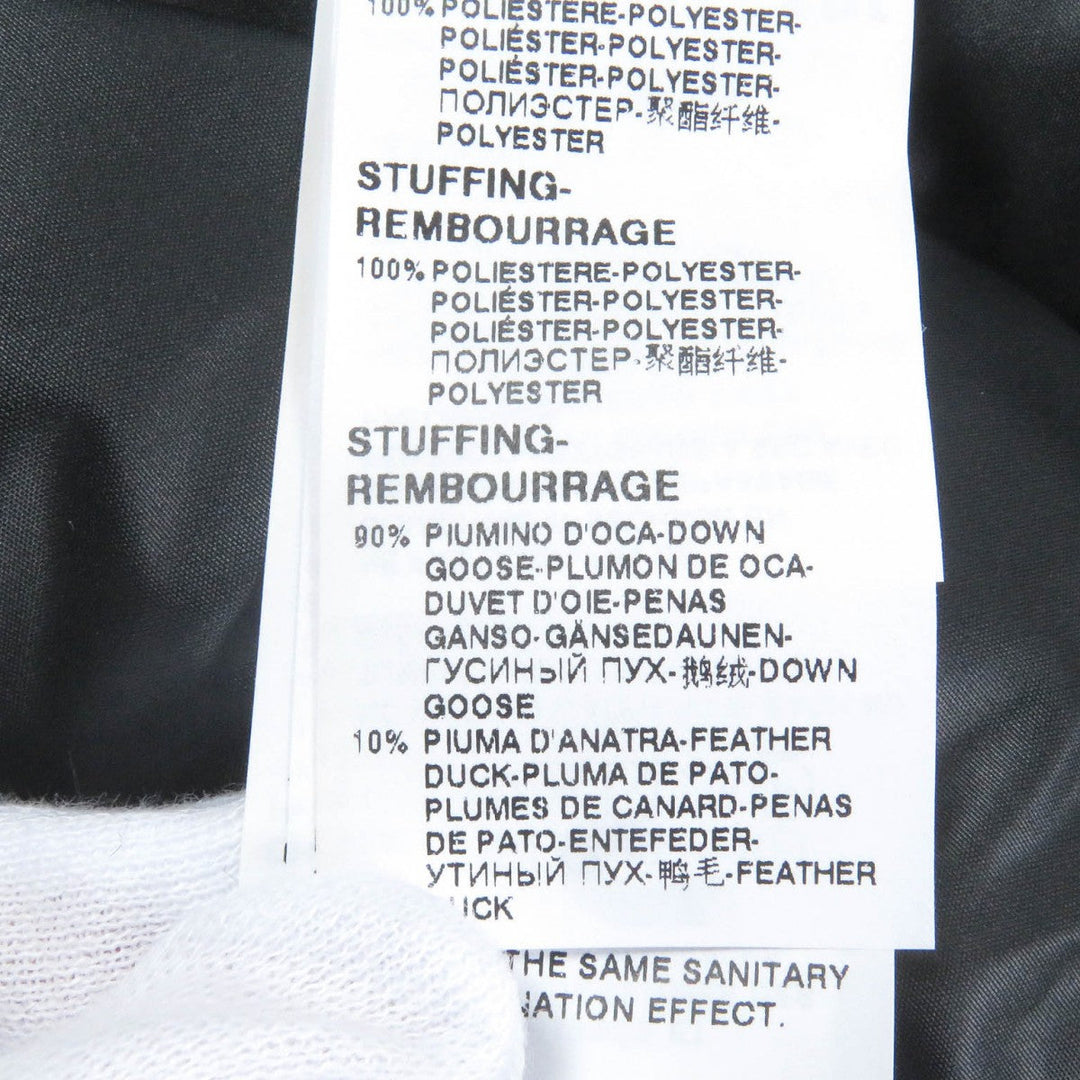 100% POLIESTERE-POLYESTER-
POLIÉSTER-POLYESTER-
POLIÉSTER-POLYESTER-
ПОЛИЭСТЕР-聚酯纤维-
POLYESTER
STUFFING-
REMBOURRAGE
100% POLIESTERE-POLYESTER-
POLIÉSTER-POLYESTER-
POLIÉSTER-POLYESTER-
ПОЛИЭСТЕР-聚酯纤维-
POLYESTER
STUFFING-
REMBOURRAGE
90% PIUMINO D'OCA-DOWN
GOOSE-PLUMON DE OCA-
DUVET D'OIE-PENAS
GANSO-GÄNSEDAUNEN-
ГУСИНЫЙ ПУХ-鹅绒-DOWN
GOOSE
10% PIUMA D'ANATRA-FEATHER
DUCK-PLUMA DE PATO-
PLUMES DE CANARD-PENAS
DE PATO-ENTEFEDER-
УТИНЫЙ ПУХ-鸭毛-FEATHER
UCK
THE SAME SANITARY
NATION EFFECT.